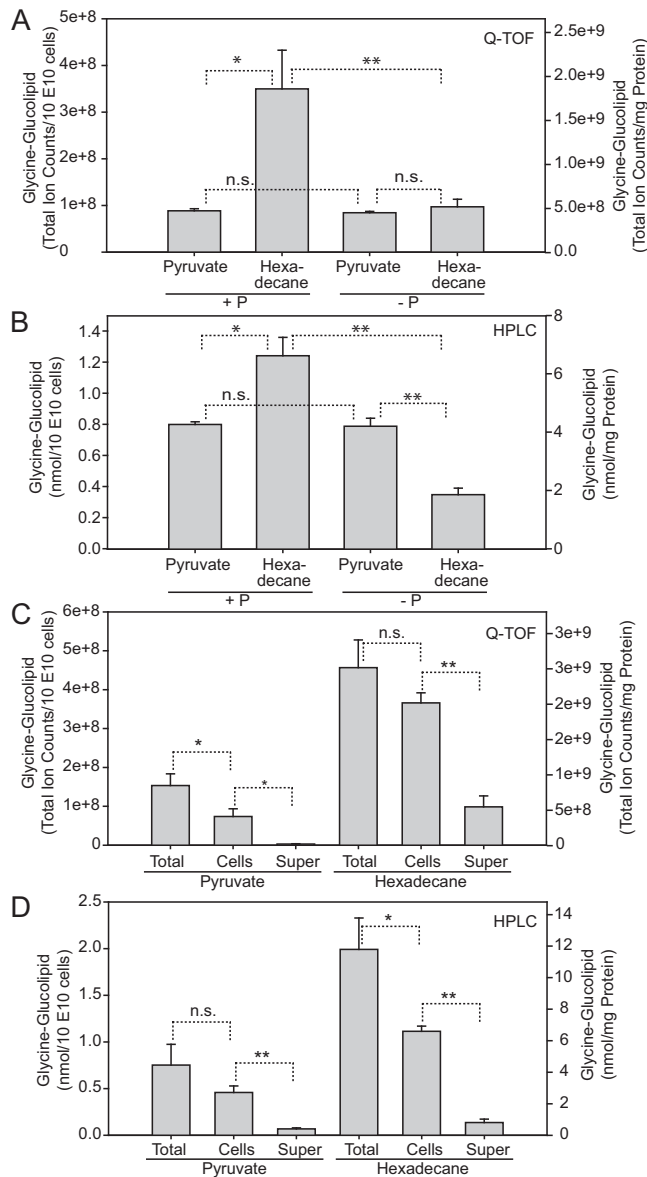 A
Q-TOF
Glycine-Glucolipid
(Total Ion Counts/10 E10 cells)
5e+8
4e+8
3e+8
2e+8
1e+8
0
2.5e+9
2.0e+9
1.5e+9
1.0e+9
5.0e+8
0.0
Glycine-Glucolipid
(Total Ion Counts/mg Protein)
*
**
n.s.
n.s.
Pyruvate
Hexa-
decane
Pyruvate
Hexa-
decane
+ P
- P
B
HPLC
Glycine-Glucolipid
(nmol/10 E10 cells)
1.4
1.2
1.0
0.8
0.6
0.4
0.2
0.0
8
6
4
2
0
Glycine-Glucolipid
(nmol/mg Protein)
*
**
n.s.
**
Pyruvate
Hexa-
decane
Pyruvate
Hexa-
decane
+ P
- P
C
Q-TOF
Glycine-Glucolipid
(Total Ion Counts/10 E10 cells)
6e+8
5e+8
4e+8
3e+8
2e+8
1e+8
0
3e+9
3e+9
2e+9
2e+9
1e+9
5e+8
0
Glycine-Glucolipid
(Total Ion Counts/mg Protein)
*
*
n.s.
**
Total Cells Super
Total Cells Super
Pyruvate
Hexadecane
D
HPLC
Glycine-Glucolipid
(nmol/10 E10 cells)
2.5
2.0
1.5
1.0
0.5
0.0
14
12
10
8
6
4
2
0
Glycine-Glucolipid
(nmol/mg Protein)
n.s.
**
*
**
Total Cells Super
Total Cells Super
Pyruvate
Hexadecane